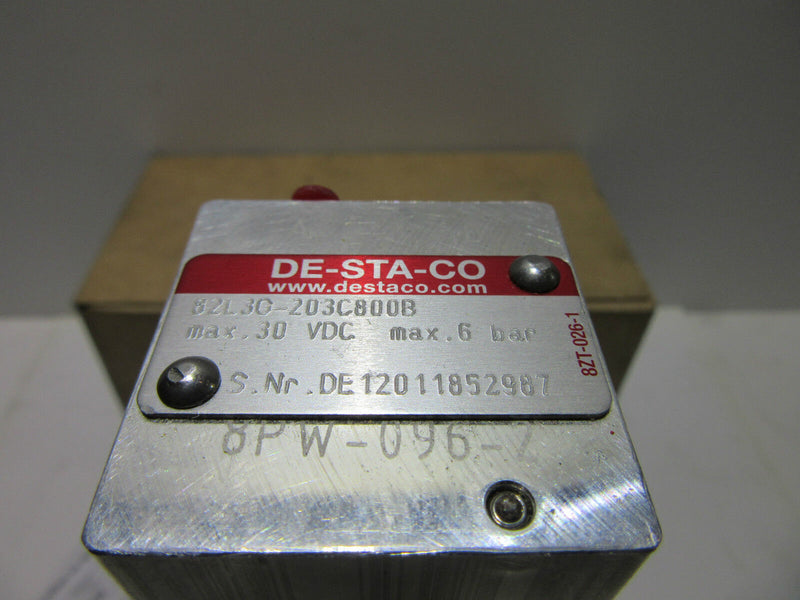 DE-STA-CO
www.destaco.com
82L3G-203C800B
max.30 VDC max.6 bar
S.Nr.DE12011852987
8ZT-026-1
8PW-096-2